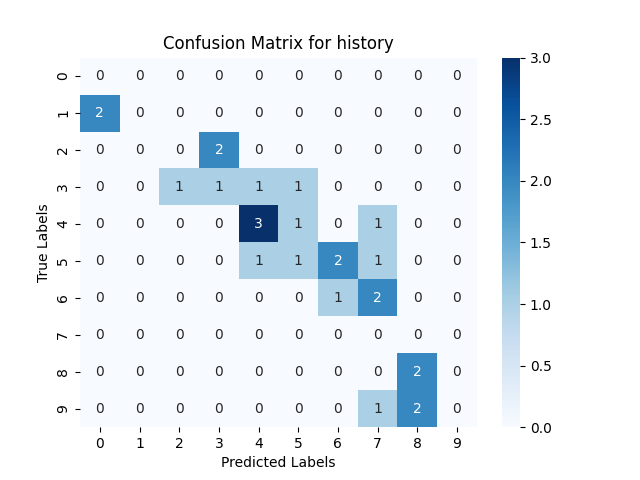 Confusion Matrix for history
True Labels
0 0 0 0 0 0 0 0 0 0 0
1 2 0 0 0 0 0 0 0 0 0
2 0 0 0 2 0 0 0 0 0 0
3 0 0 1 1 1 1 0 0 0 0
4 0 0 0 0 3 1 0 1 0 0
5 0 0 0 0 1 1 2 1 0 0
6 0 0 0 0 0 0 1 2 0 0
7 0 0 0 0 0 0 0 0 0 0
8 0 0 0 0 0 0 0 0 2 0
9 0 0 0 0 0 0 0 1 2 0
0 1 2 3 4 5 6 7 8 9
Predicted Labels
3.0
2.5
2.0
1.5
1.0
0.5
0.0